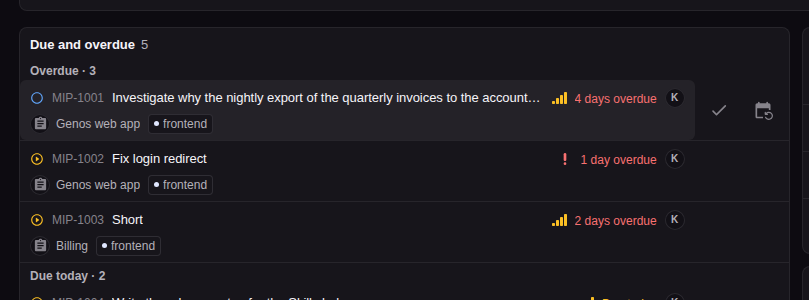 Due and overdue 5
Overdue · 3
MIP-1001 Investigate why the nightly export of the quarterly invoices to the account… 4 days overdue K
Genos web app frontend
MIP-1002 Fix login redirect 1 day overdue K
Genos web app frontend
MIP-1003 Short 2 days overdue K
Billing frontend
Due today · 2